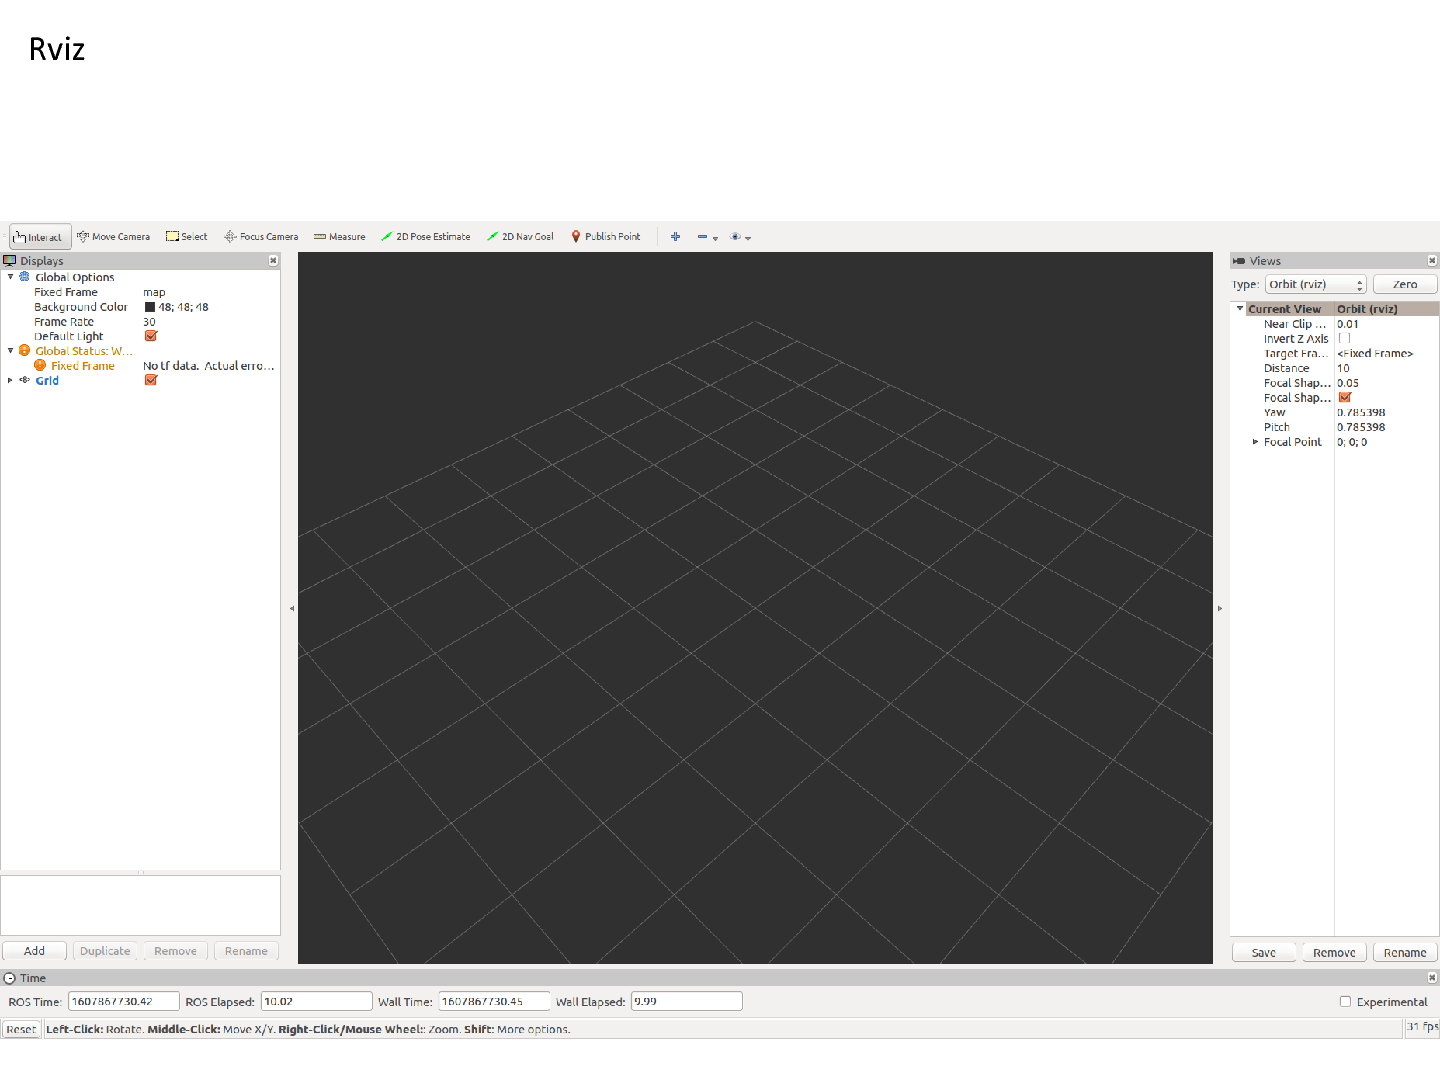 Rviz
Interact Move Camera Select Focus Camera Measure 2D Pose Estimate 2D Nav Goal Publish Point
Displays
Global Options
Fixed Frame map
Background Color 48; 48; 48
Frame Rate 30
Default Light
Global Status: W...
Fixed Frame No tf data. Actual erro...
Grid
Add Duplicate Remove Rename
Views
Type: Orbit (rviz) Zero
Current View Orbit (rviz)
Near Clip ... 0.01
Invert Z Axis
Target Fra... <Fixed Frame>
Distance 10
Focal Shap... 0.05
Focal Shap...
Yaw 0.785398
Pitch 0.785398
Focal Point 0; 0; 0
Save Remove Rename
Time
ROS Time: 1607867730.42 ROS Elapsed: 10.02 Wall Time: 1607867730.45 Wall Elapsed: 9.99 Experimental
Reset Left-Click: Rotate. Middle-Click: Move X/Y. Right-Click/Mouse Wheel:: Zoom. Shift: More options. 31 fps